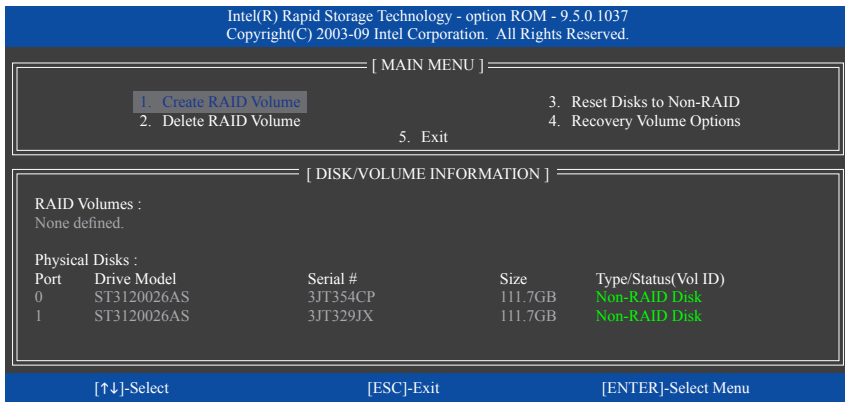 Intel(R) Rapid Storage Technology - option ROM - 9.5.0.1037
Copyright(C) 2003-09 Intel Corporation. All Rights Reserved.
[ MAIN MENU ]
1. Create RAID Volume 3. Reset Disks to Non-RAID
2. Delete RAID Volume 4. Recovery Volume Options
5. Exit
[ DISK/VOLUME INFORMATION ]
RAID Volumes :
None defined.
Physical Disks :
Port Drive Model Serial # Size Type/Status(Vol ID)
0 ST3120026AS 3JT354CP 111.7GB Non-RAID Disk
1 ST3120026AS 3JT329JX 111.7GB Non-RAID Disk
[↑↓]-Select [ESC]-Exit [ENTER]-Select Menu